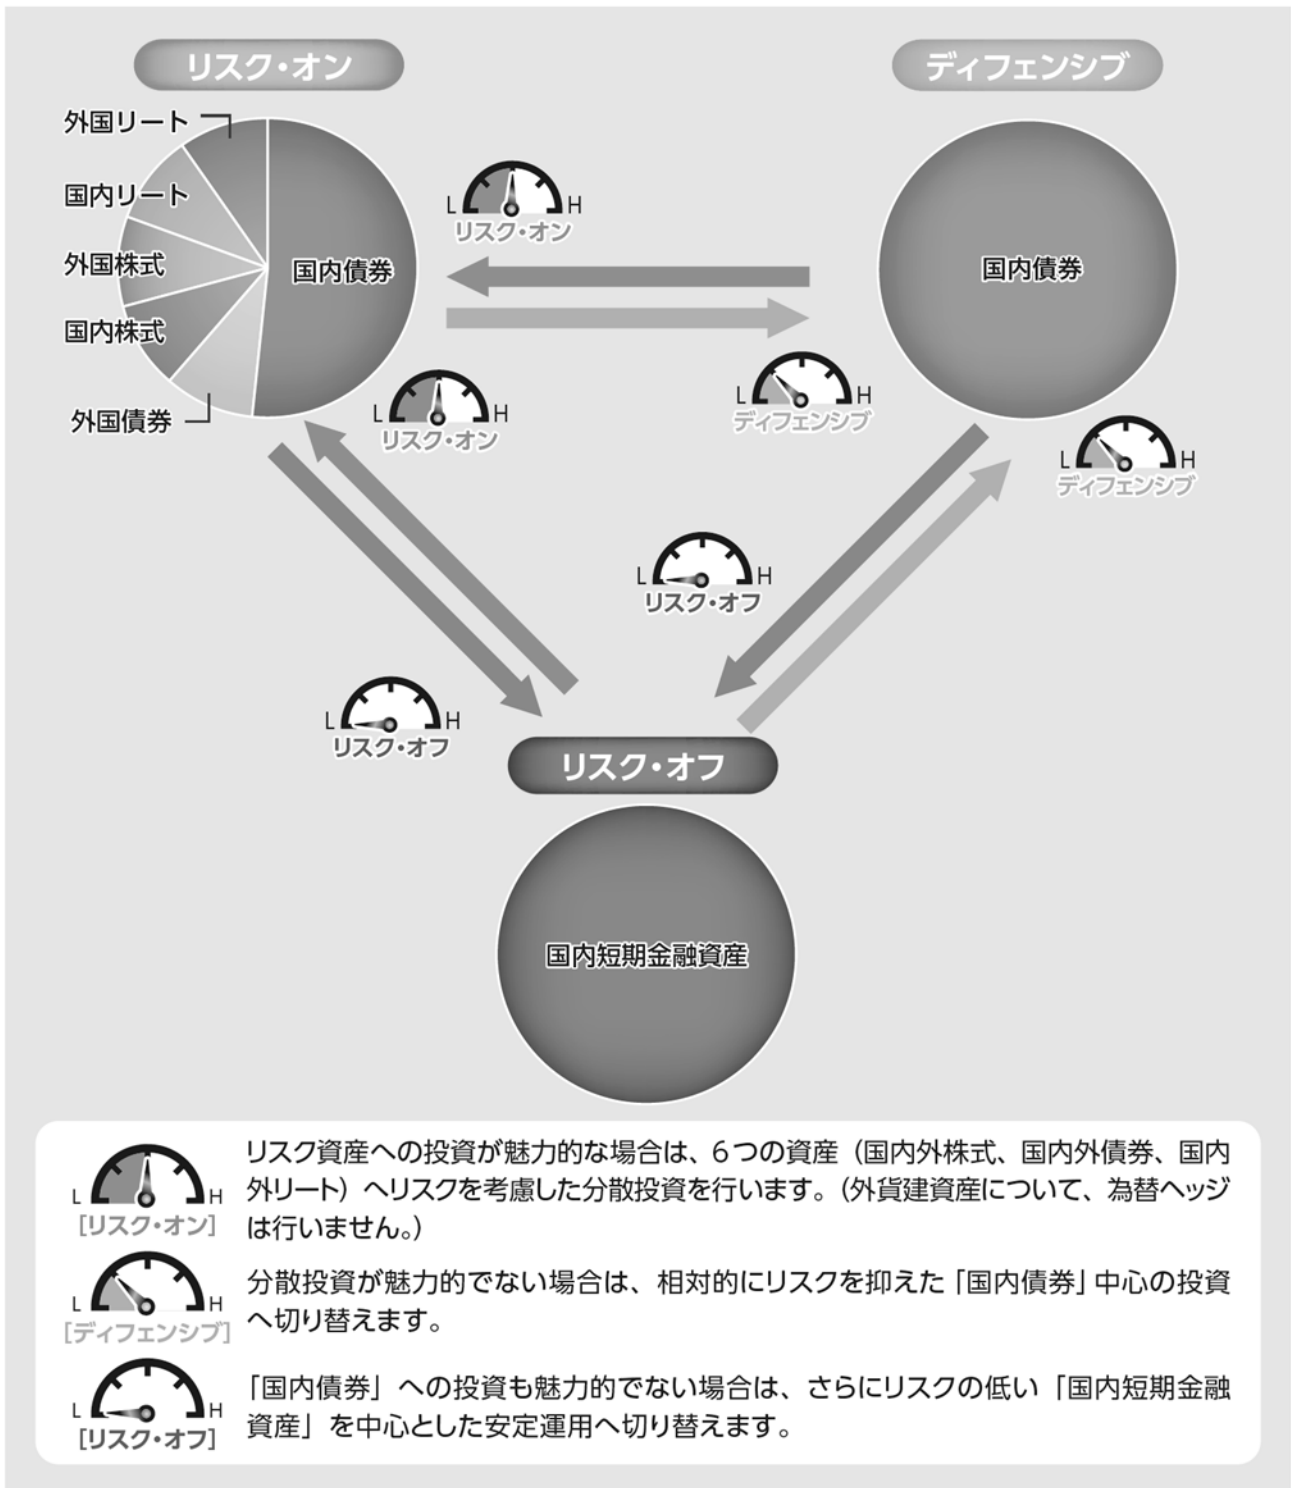 リスク・オン
ディフェンシブ
外国リート
国内リート
外国株式
国内株式
外国債券
国内債券
国内債券
L H
リスク・オン
L H
リスク・オン
L H
ディフェンシブ
L H
ディフェンシブ
L H
リスク・オフ
L H
リスク・オフ
リスク・オフ
国内短期金融資産
L H
[リスク・オン]
リスク資産への投資が魅力的な場合は、6つの資産（国内外株式、国内外債券、国内
外リート）へリスクを考慮した分散投資を行います。（外貨建資産について、為替ヘッジ
は行いません。）
L H
[ディフェンシブ]
分散投資が魅力的でない場合は、相対的にリスクを抑えた「国内債券」中心の投資
へ切り替えます。
L H
[リスク・オフ]
「国内債券」への投資も魅力的でない場合は、さらにリスクの低い「国内短期金融
資産」を中心とした安定運用へ切り替えます。